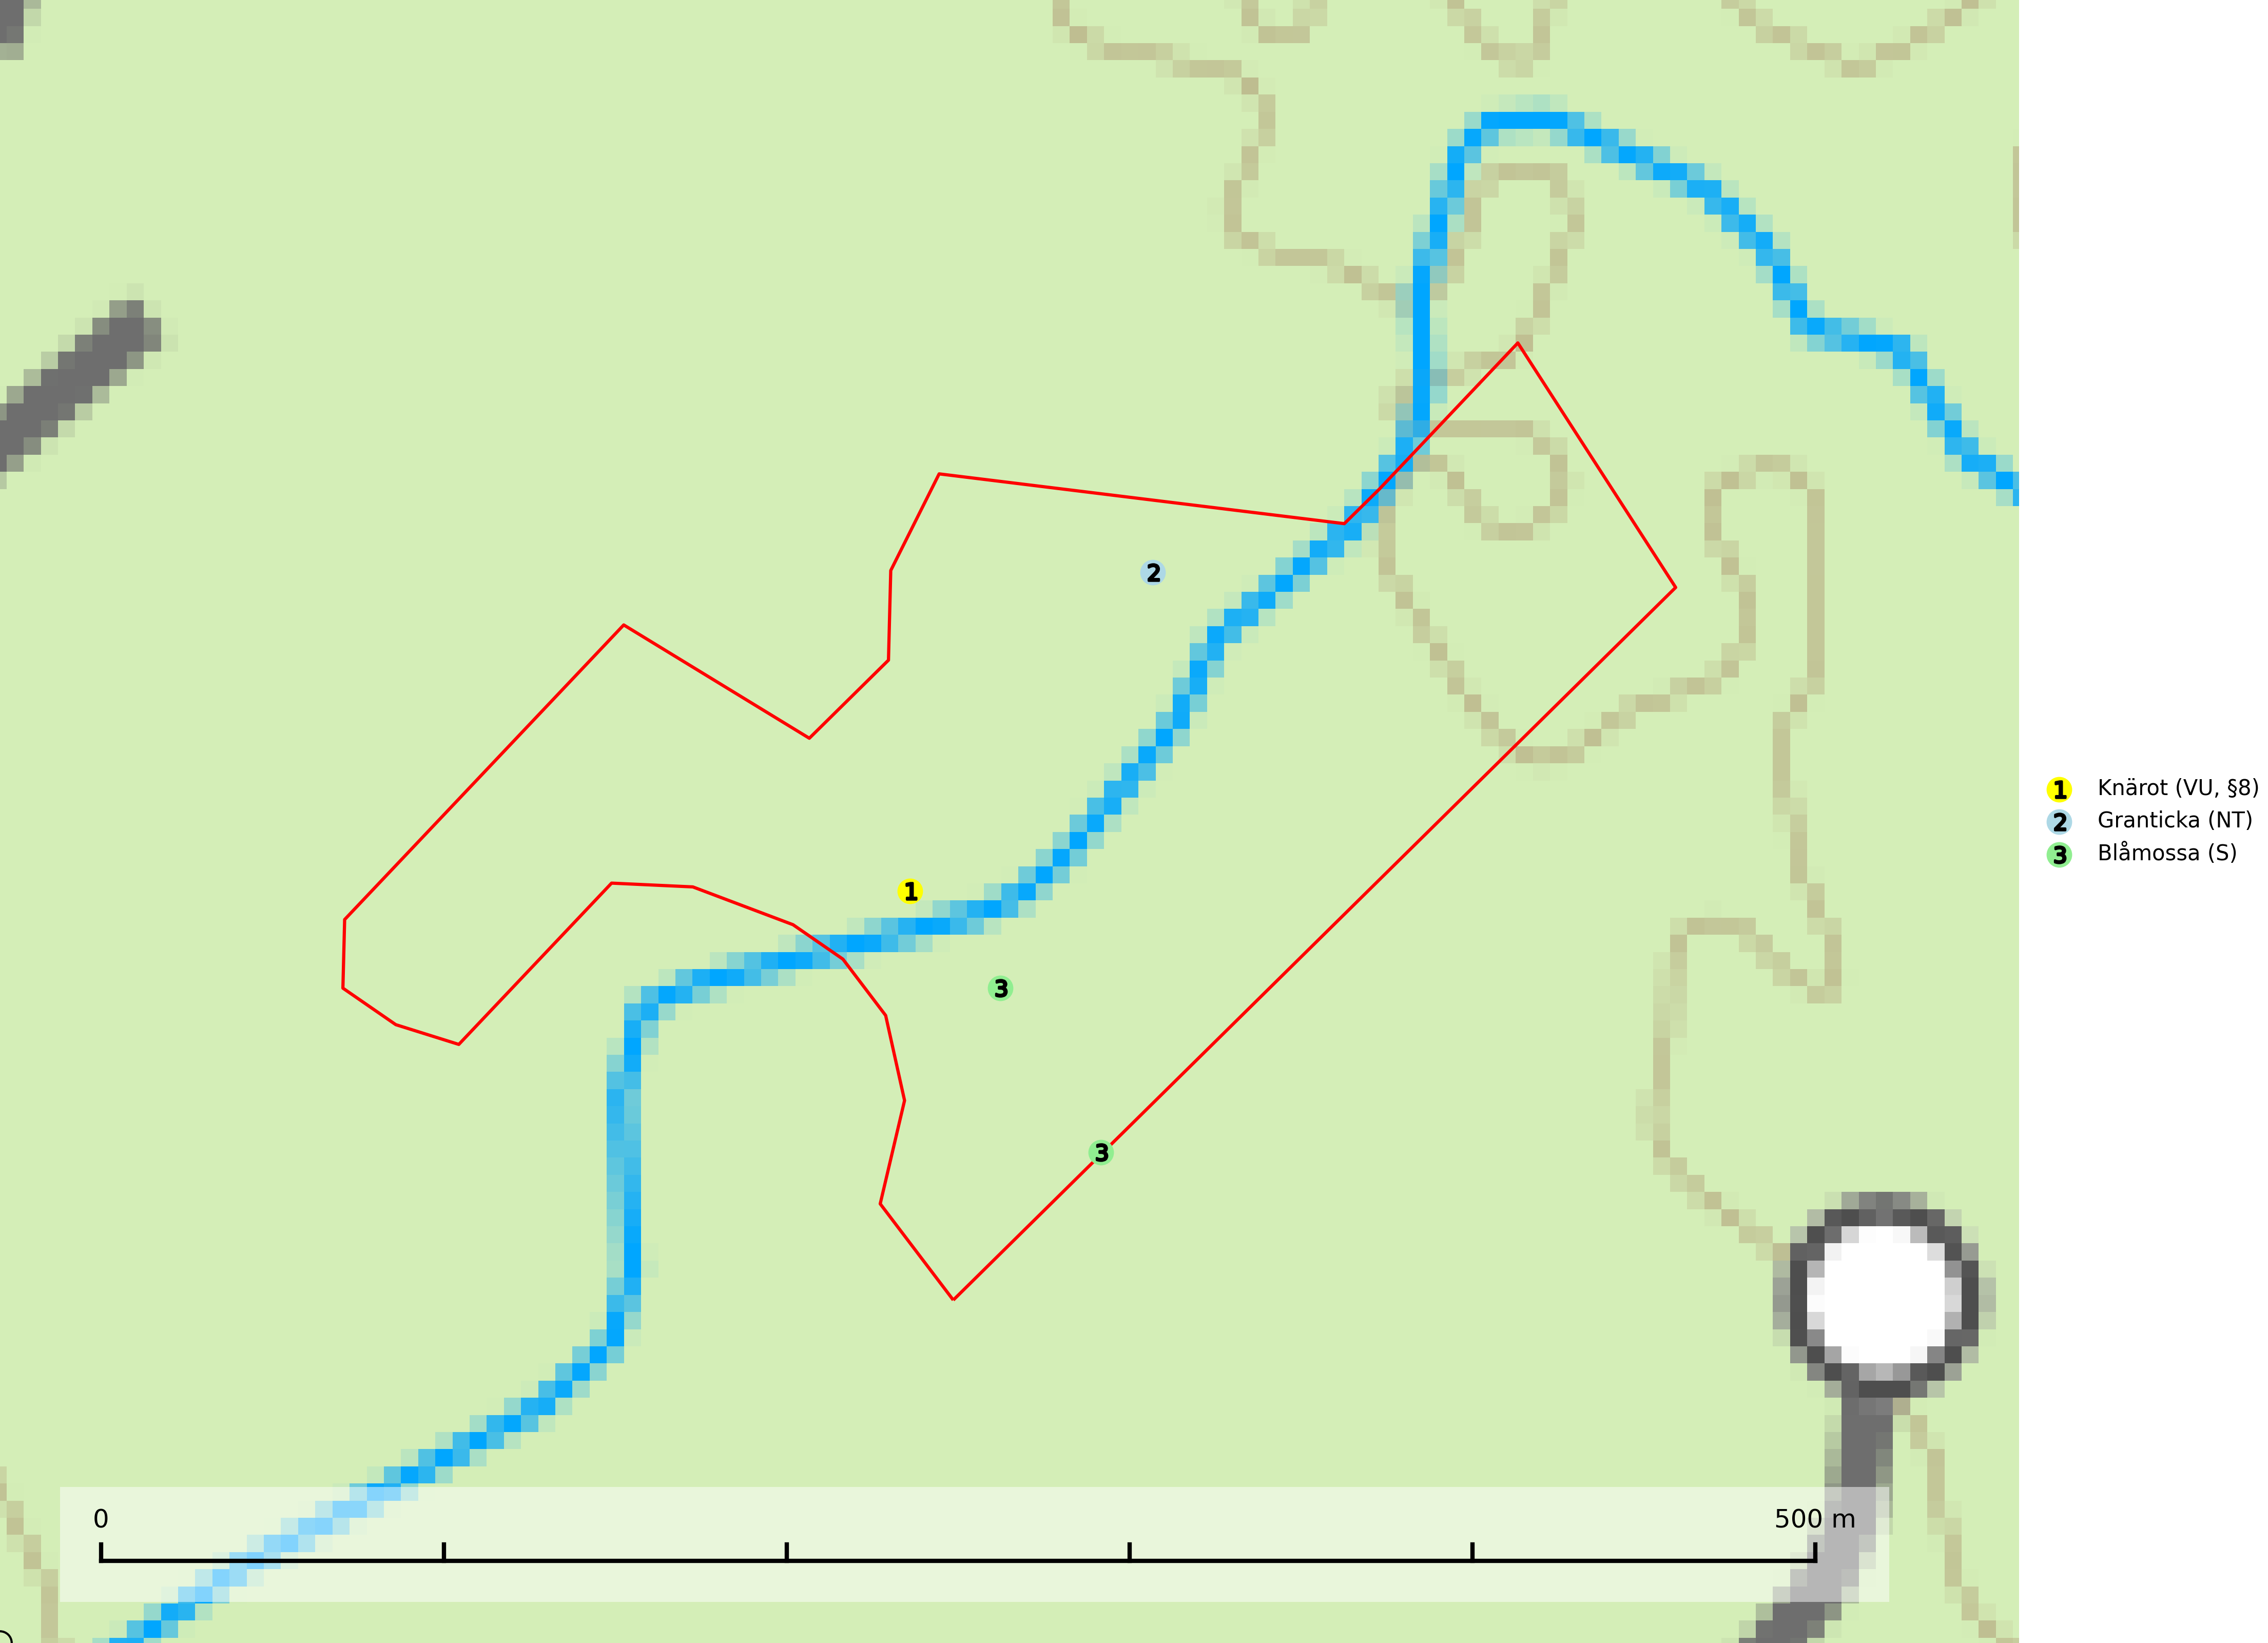 2
1
3
3
1 Knärot (VU, §8)
2 Granticka (NT)
3 Blåmossa (S)
0 500 m